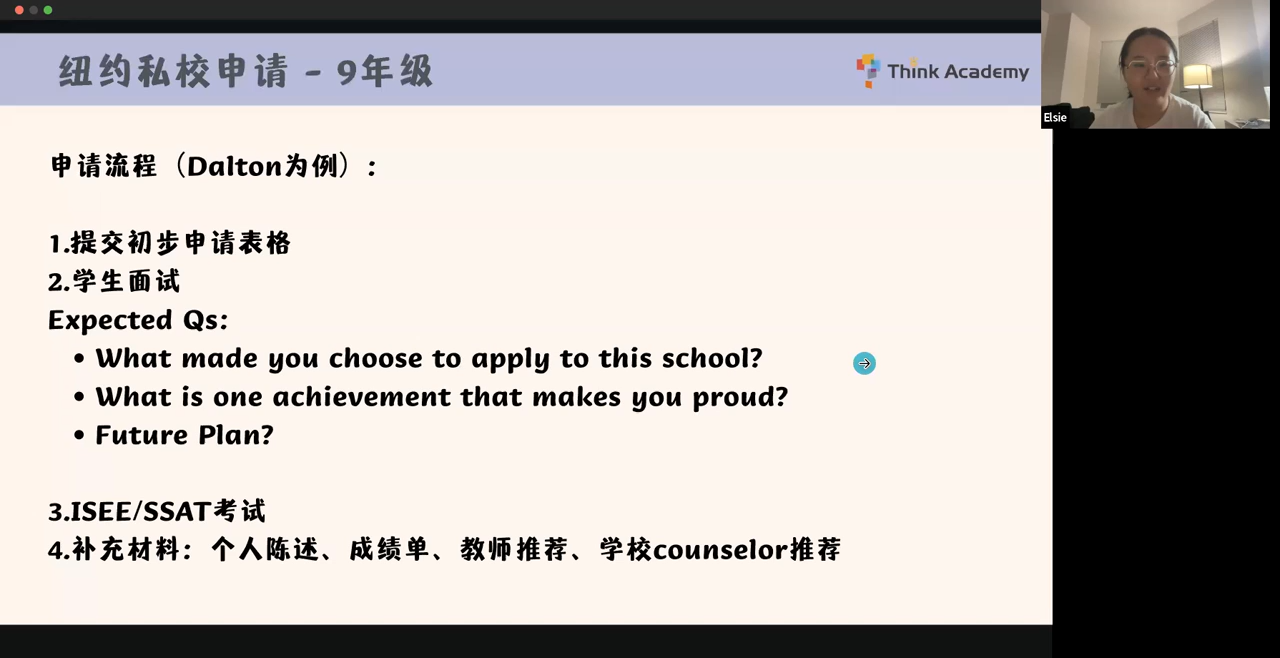 纽约私校申请 - 9年级
Think Academy
Elsie
申请流程（Dalton为例）:
1.提交初步申请表格
2.学生面试
Expected Qs:
• What made you choose to apply to this school?
• What is one achievement that makes you proud?
• Future Plan?
3.ISEE/SSAT考试
4.补充材料：个人陈述、成绩单、教师推荐、学校counselor推荐